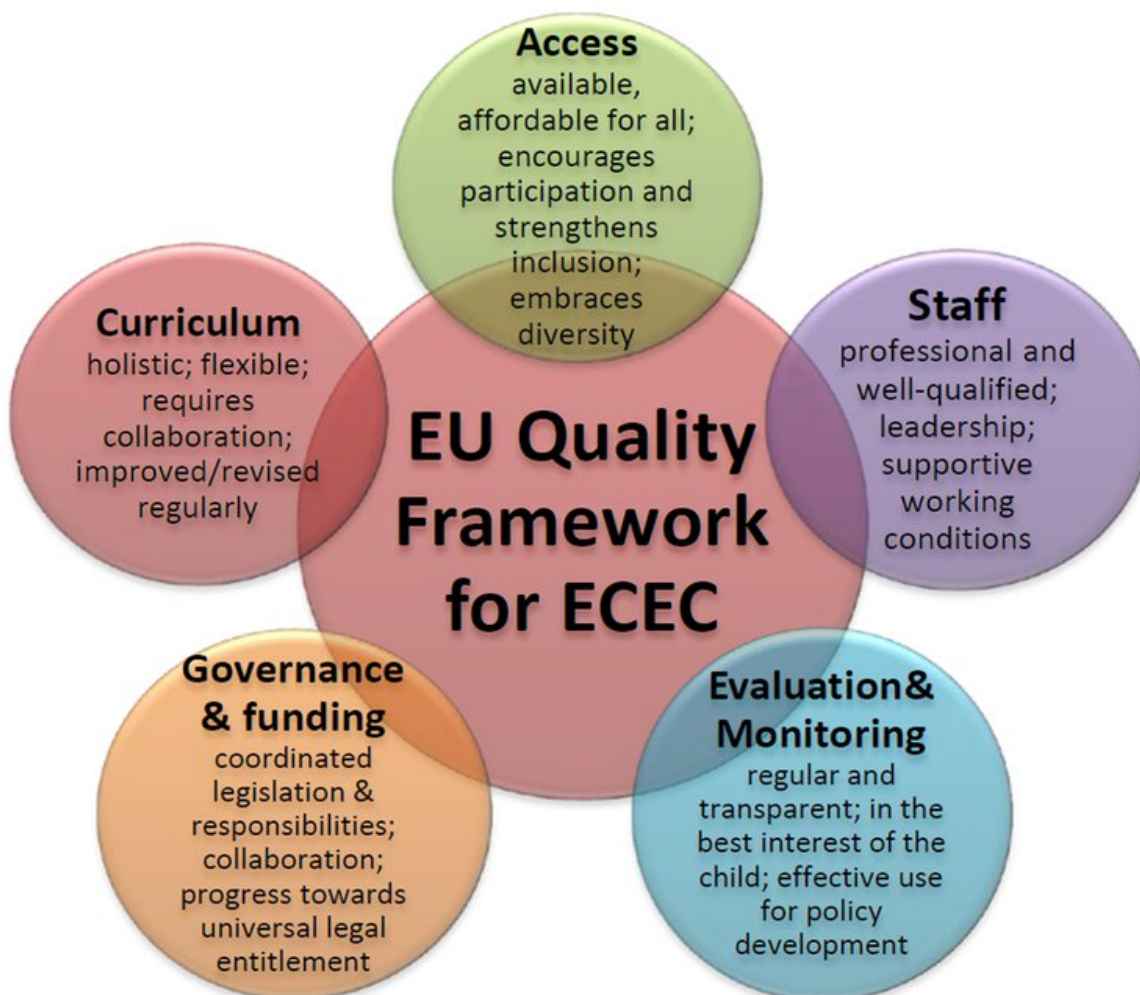 Access
available,
affordable for all;
encourages
participation and
strengthens
inclusion;
embraces
diversity
Staff
professional and
well-qualified;
leadership;
supportive
working
conditions
Evaluation&
Monitoring
regular and
transparent; in the
best interest of the
child; effective use
for policy
development
Governance
& funding
coordinated
legislation &
responsibilities;
collaboration;
progress towards
universal legal
entitlement
Curriculum
holistic; flexible;
requires
collaboration;
improved/revised
regularly
EU Quality
Framework
for ECEC